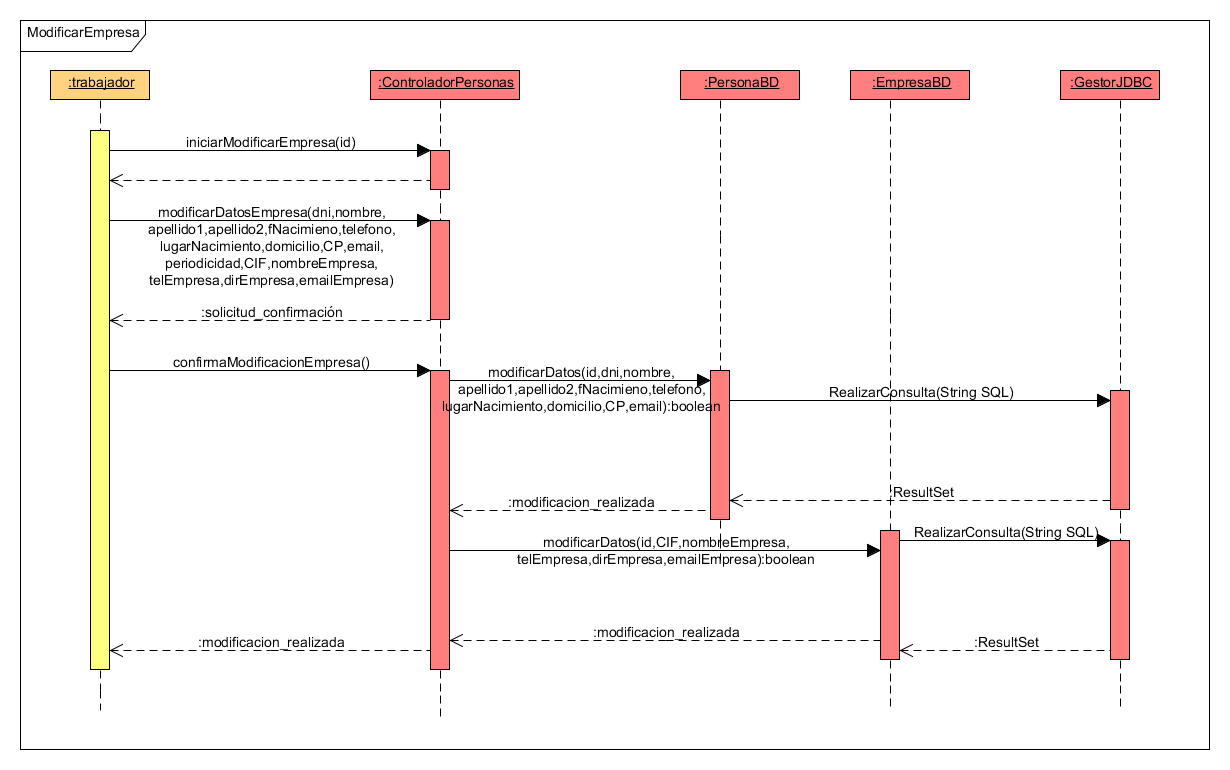 ModificarEmpresa
:trabajador
:ControladorPersonas
:PersonaBD
:EmpresaBD
:GestorJDBC
iniciarModificarEmpresa(id)
modificarDatosEmpresa(dni,nombre,
apellido1,apellido2,fNacimieno,telefono,
lugarNacimiento,domicilio,CP,email,
periodicidad,CIF,nombreEmpresa,
telEmpresa,dirEmpresa,emailEmpresa)
:solicitud_confirmación
confirmaModificacionEmpresa()
modificarDatos(id,dni,nombre,
apellido1,apellido2,fNacimieno,telefono,
lugarNacimiento,domicilio,CP,email):boolean
RealizarConsulta(String SQL)
:ResultSet
:modificacion_realizada
modificarDatos(id,CIF,nombreEmpresa,
telEmpresa,dirEmpresa,emailEmpresa):boolean
RealizarConsulta(String SQL)
:modificacion_realizada
:ResultSet
:modificacion_realizada